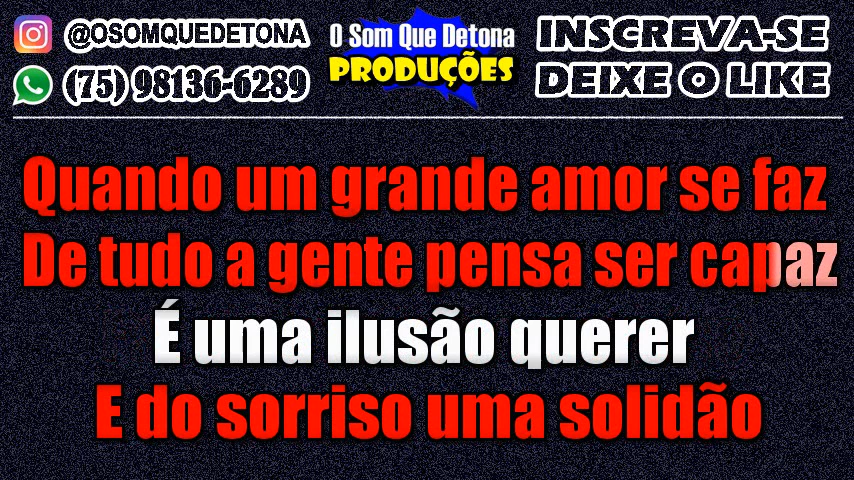 @OSOMQUEDETONA
(75) 98136-6289
O Som Que Detona
PRODUÇÕES
INSCREVA-SE
DEIXE O LIKE
Quando um grande amor se faz
De tudo a gente pensa ser capaz
É uma ilusão querer
E do sorriso uma solidão